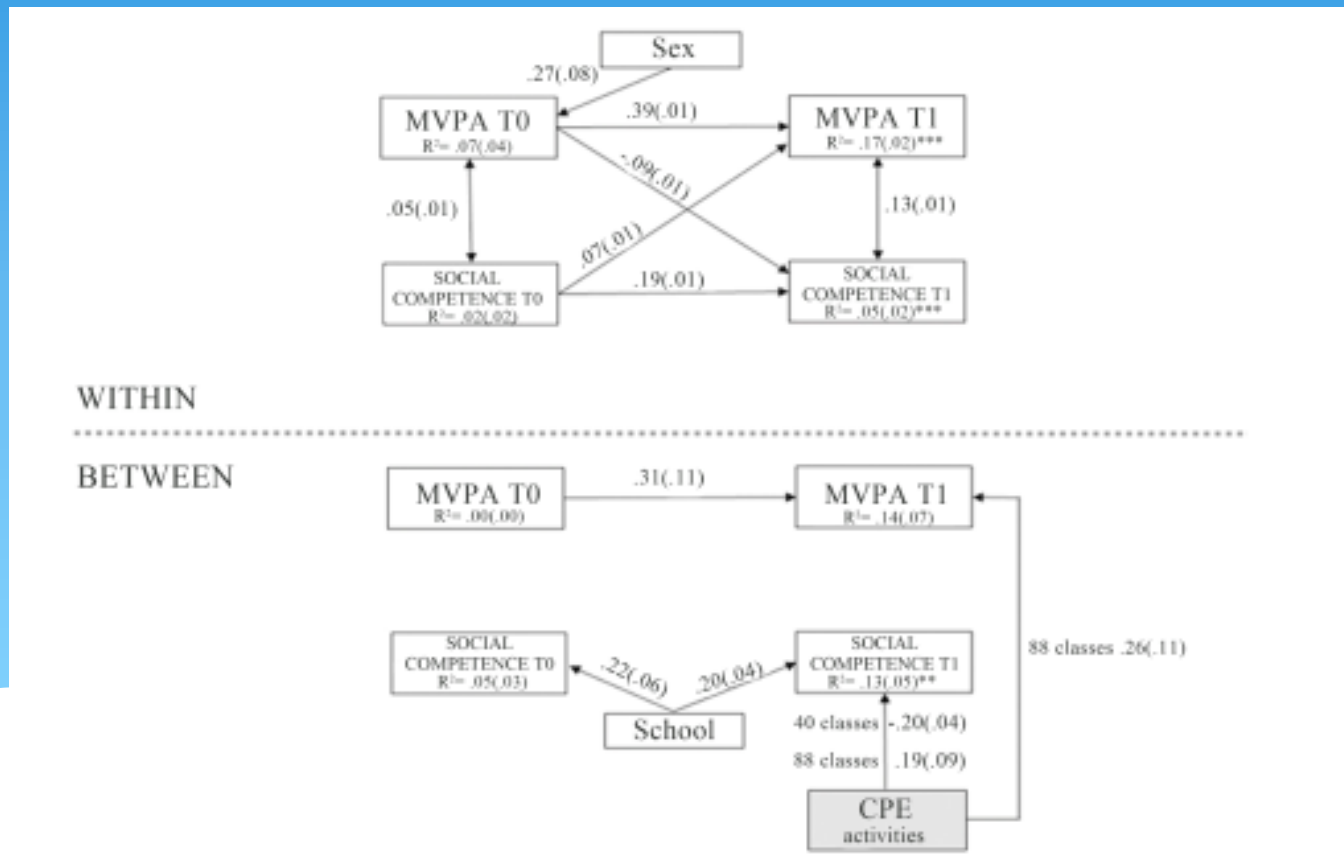 Sex
.27(.08)
MVPA T0
R²= .07(.04)
.39(.01)
MVPA T1
R²= .17(.02)***
-.09(.01)
.05(.01)
.13(.01)
.07(.01)
SOCIAL
COMPETENCE T0
R²= .02(.02)
.19(.01)
SOCIAL
COMPETENCE T1
R²= .05(.02)***
WITHIN
BETWEEN
MVPA T0
R²= .00(.00)
.31(.11)
MVPA T1
R²= .14(.07)
SOCIAL
COMPETENCE T0
R²= .05(.03)
.22(.06)
.20(.04)
SOCIAL
COMPETENCE T1
R²= .13(.05)**
88 classes .26(.11)
School
40 classes -.20(.04)
88 classes .19(.09)
CPE
activities